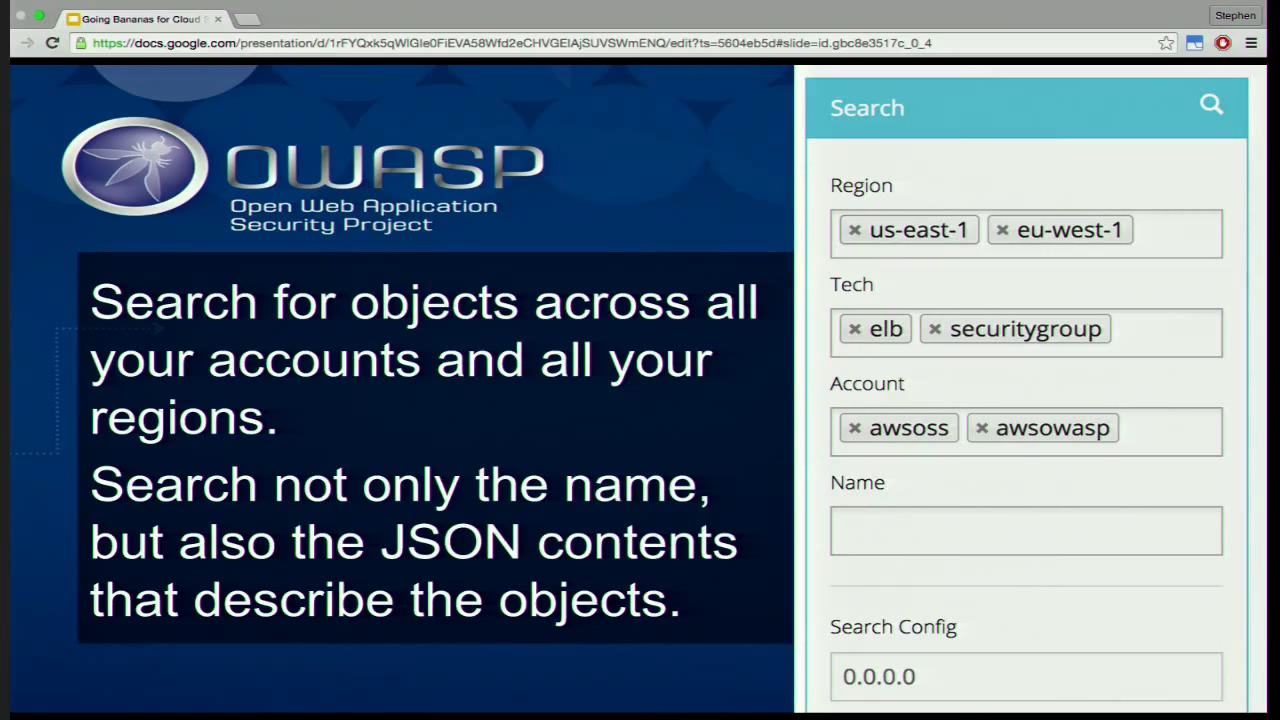 Going Bananas for Cloud S
Stephen
https://docs.google.com/presentation/d/1rFYQxk5qWIGIe0FiEVA58Wfd2eCHVGEIAjSUVSWmENQ/edit?ts=5604eb5d#slide=id.gbc8e3517c_0_4
OWASP
Open Web Application
Security Project
Search for objects across all
your accounts and all your
regions.
Search not only the name,
but also the JSON contents
that describe the objects.
Search
Region
× us-east-1 × eu-west-1
Tech
× elb × securitygroup
Account
× awsoss × awsowasp
Name
Search Config
0.0.0.0